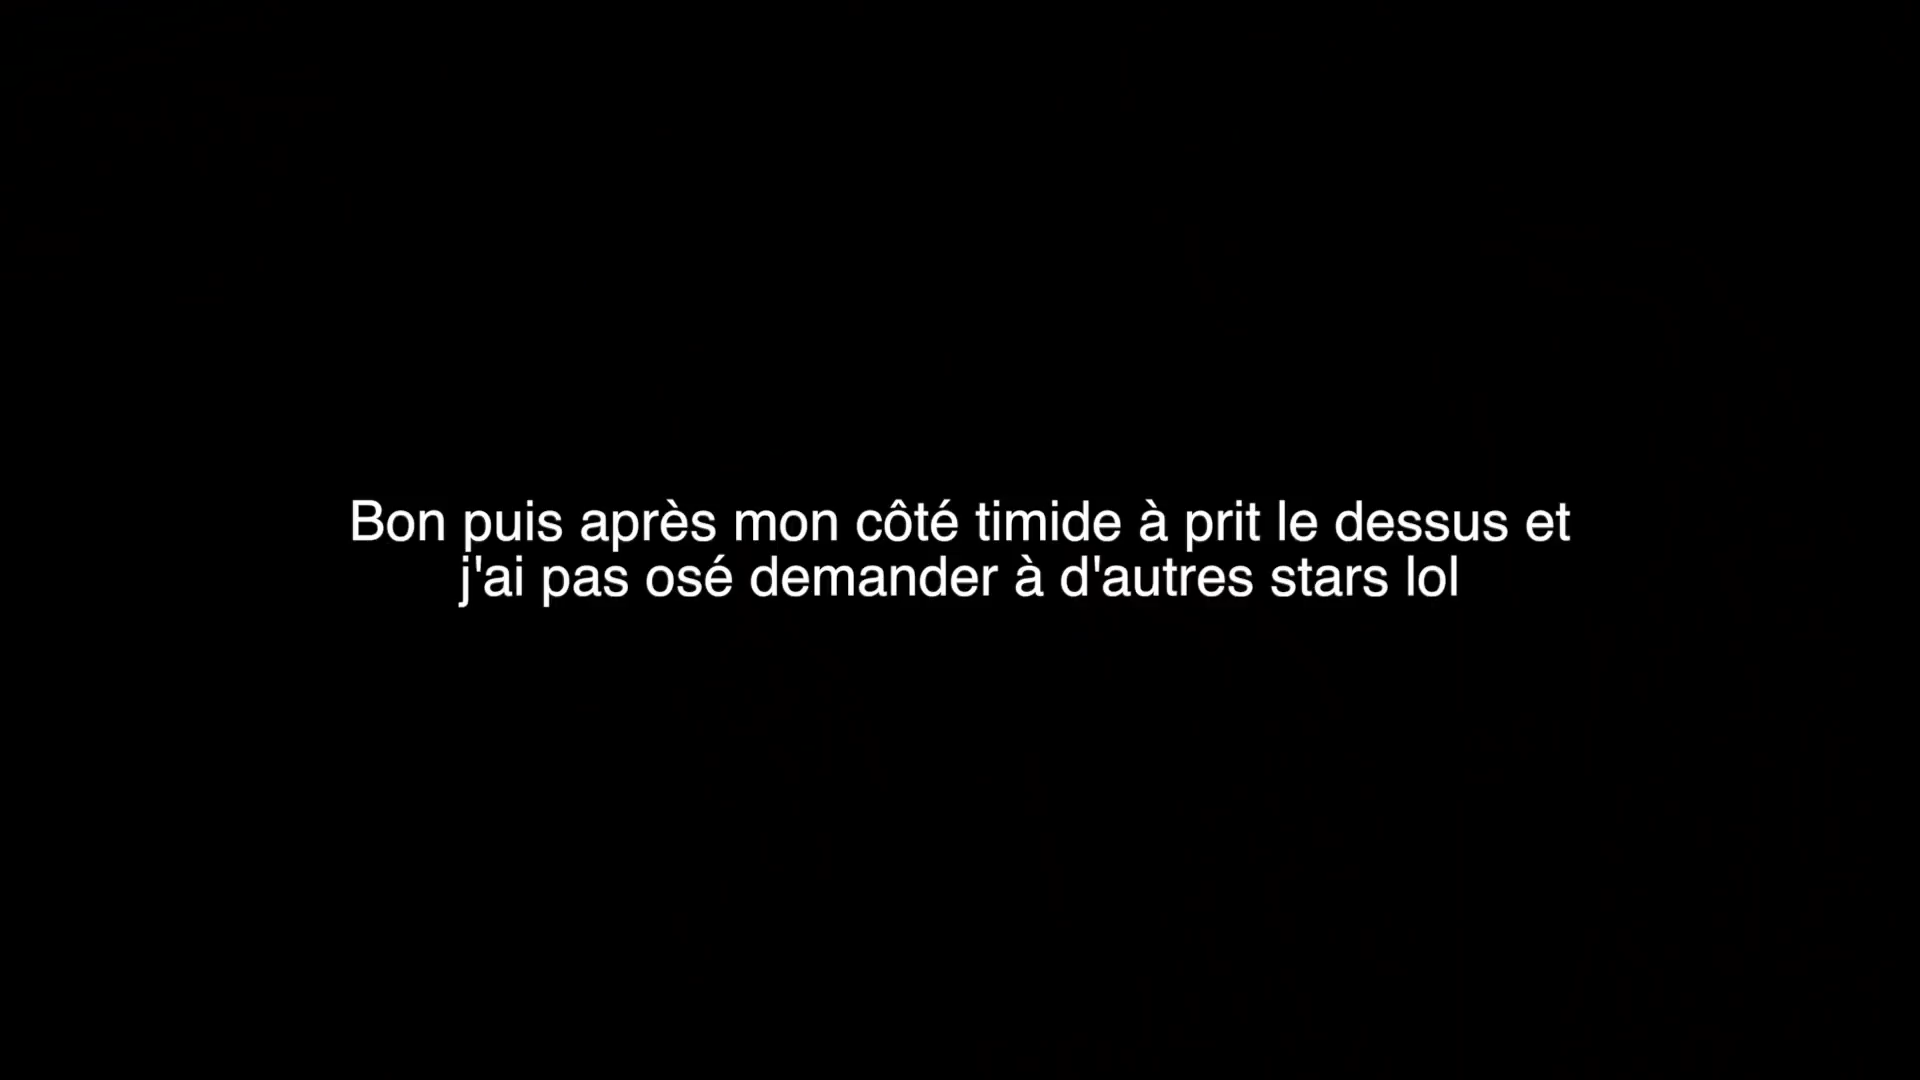 Bon puis après mon côté timide à prit le dessus et
j'ai pas osé demander à d'autres stars lol